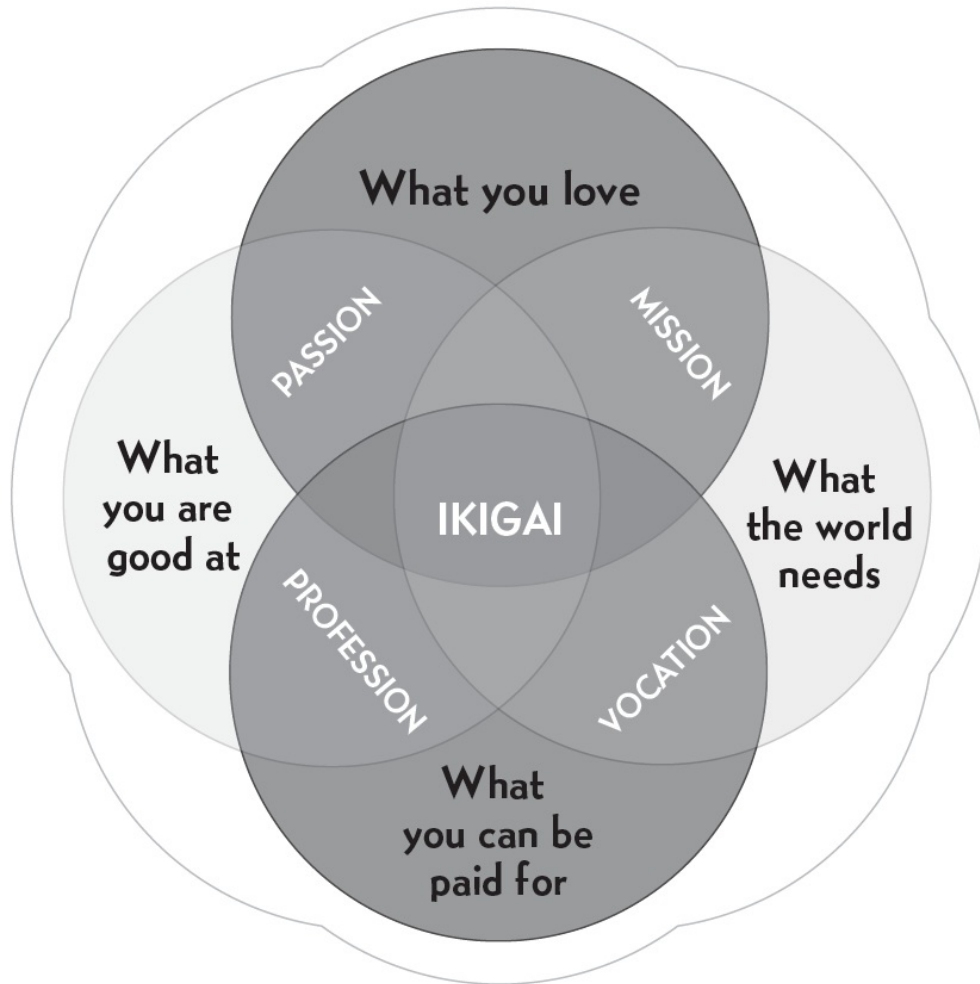 What you love
PASSION
MISSION
What
you are
good at
IKIGAI
What
the world
needs
PROFESSION
VOCATION
What
you can be
paid for